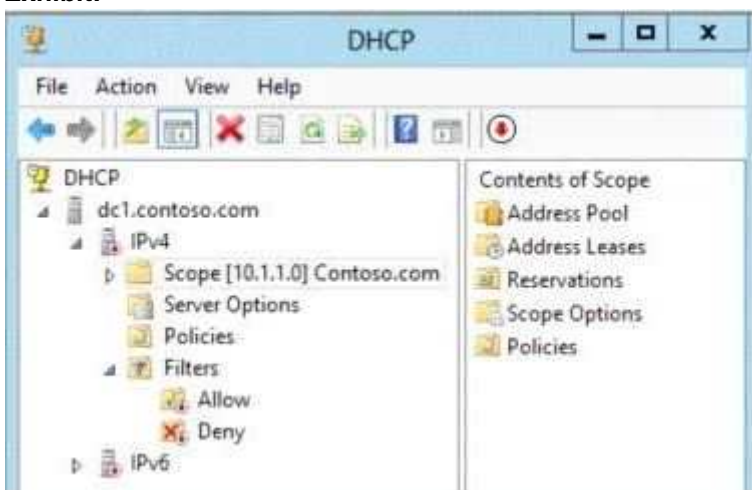 DHCP
File Action View Help
DHCP
dc1.contoso.com
IPv4
Scope [10.1.1.0] Contoso.com
Server Options
Policies
Filters
Allow
Deny
IPv6
Contents of Scope
Address Pool
Address Leases
Reservations
Scope Options
Policies